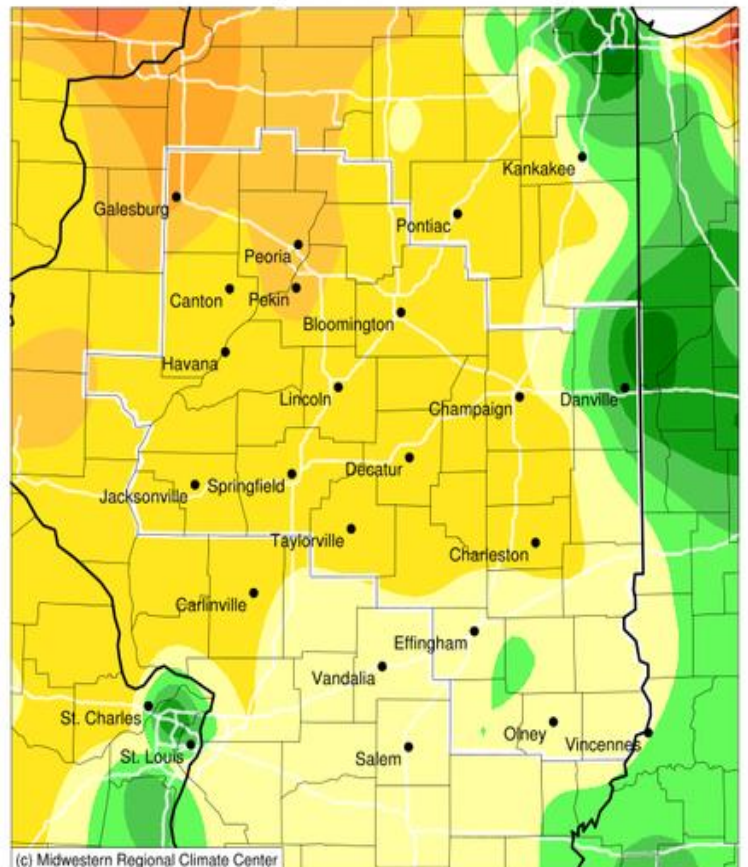 Kankakee
Galesburg
Pontiac
Peoria
Canton
Pekin
Bloomington
Havana
Lincoln
Champaign
Danville
Decatur
Jacksonville
Springfield
Taylorville
Charleston
Carlinville
Effingham
Vandalia
St. Charles
Olney
Vincennes
St. Louis
Salem
(c) Midwestern Regional Climate Center